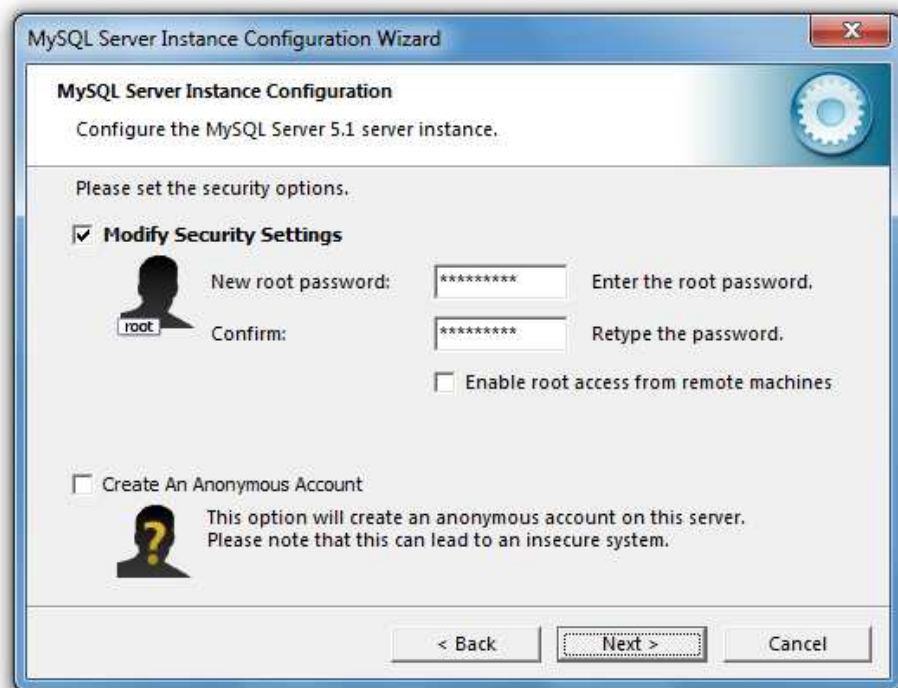 MySQL Server Instance Configuration Wizard
X
MySQL Server Instance Configuration
Configure the MySQL Server 5.1 server instance.
Please set the security options.
Modify Security Settings
New root password: ********* Enter the root password.
root
Confirm: ********* Retype the password.
Enable root access from remote machines
Create An Anonymous Account
?
This option will create an anonymous account on this server.
Please note that this can lead to an insecure system.
< Back Next > Cancel